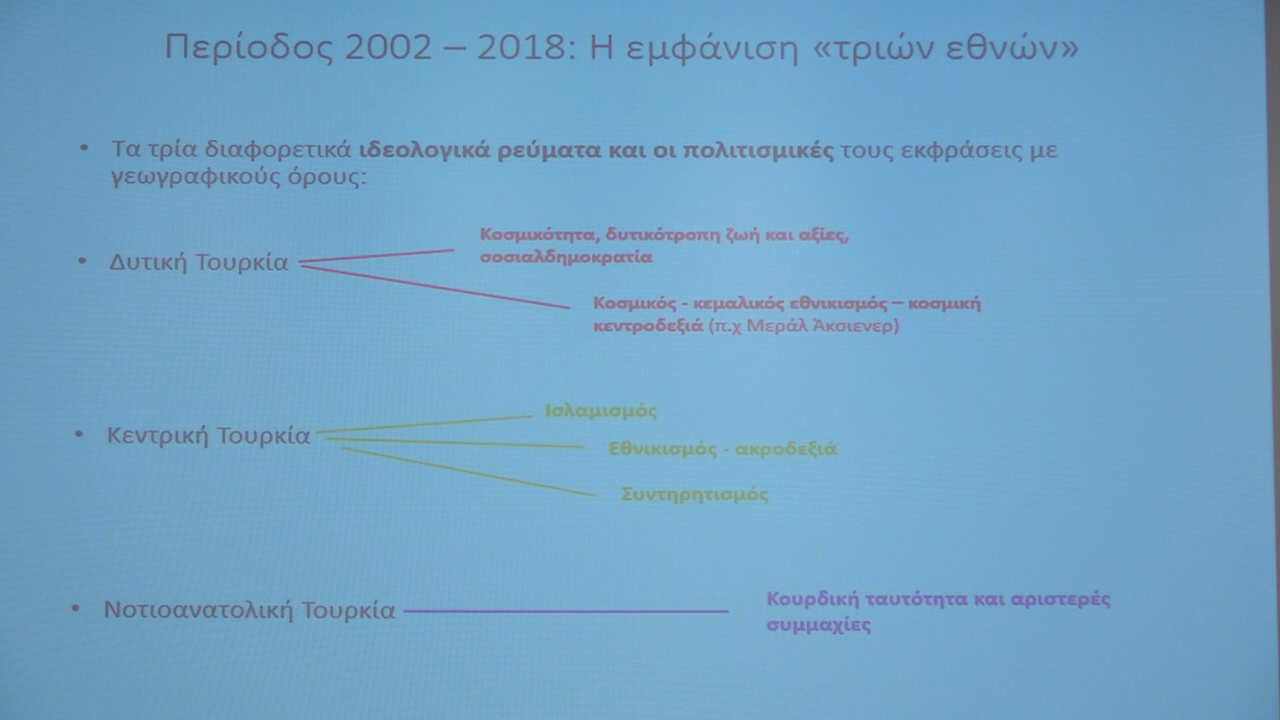 Περίοδος 2002 – 2018: Η εμφάνιση «τριών εθνών»
• Τα τρία διαφορετικά ιδεολογικά ρεύματα και οι πολιτισμικές τους εκφράσεις με
γεωγραφικούς όρους:
• Δυτική Τουρκία
Κοσμικότητα, δυτικότροπη ζωή και αξίες,
σοσιαλδημοκρατία
Κοσμικός - κεμαλικός εθνικισμός – κοσμική
κεντροδεξιά (π.χ Μεράλ Άκσιενερ)
• Κεντρική Τουρκία
Ισλαμισμός
Εθνικισμός - ακροδεξιά
Συντηρητισμός
• Νοτιοανατολική Τουρκία
Κουρδική ταυτότητα και αριστερές
συμμαχίες